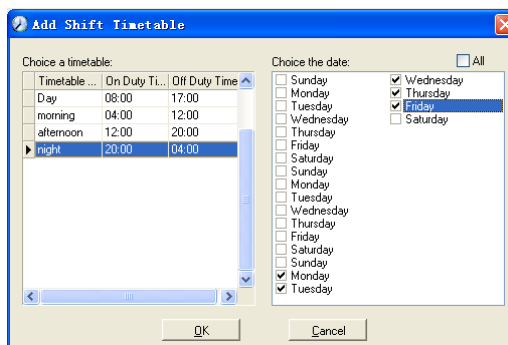 Add Shift Timetable
Choice a timetable:
Timetable ... On Duty Ti... Off Duty Time
Day 08:00 17:00
morning 04:00 12:00
afternoon 12:00 20:00
night 20:00 04:00
Choice the date:
All
Sunday
Monday
Tuesday
Wednesday
Thursday
Friday
Saturday
Sunday
Monday
Tuesday
Wednesday
Thursday
Friday
Saturday
Sunday
Monday
Tuesday
Wednesday
Thursday
Friday
Saturday
OK
Cancel